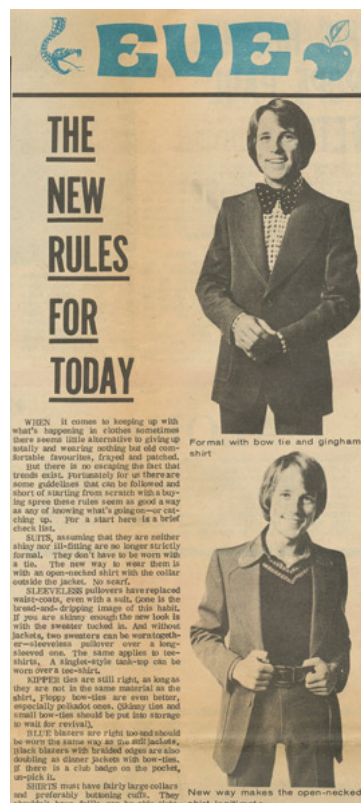 EVE
THE
NEW
RULES
FOR
TODAY
WHEN it comes to keeping up with
what's happening in clothes sometimes
there seems little alternative to giving up
totally and wearing nothing but old com-
fortable favourites, frayed and patched.
But there is no escaping the fact that
trends exist. Fortunately for us there are
some guidelines that can be followed and
short of starting from scratch with a buy-
ing spree these rules seem as good a way
as any of knowing what's going on—or cat-
ching up. For a start here is a brief
check list.
SUITS, assuming that they are neither
shiny nor ill-fitting are no longer strictly
formal. They don't have to be worn with
a tie. The new way to wear them is
with an open-necked shirt with the collar
outside the jacket. No scarf.
SLEEVELESS pullovers have replaced
waist-coats, even with a suit. Gone is the
bread-and-dripping image of this habit.
If you are skinny enough the new look is
with the sweater tucked in. And without
jackets, two sweaters can be worn togeth-
er—sleeveless pullover over a long-
sleeved one. The same applies to tee-
shirts. A singlet-style tank-top can be
worn over a tee-shirt.
KIPPER ties are still right, as long as
they are not in the same material as the
shirt. Floppy bow-ties are even better,
especially polkadot ones. (Skinny ties and
small bow-ties should be put into storage
to wait for revival).
BLUE blazers are right too and should
be worn the same way as the suit jackets.
Black blazers with braided edges are also
doubling as dinner jackets with bow-ties.
If there is a club badge on the pocket,
un-pick it.
SHIRTS must have fairly large collars
and preferably buttoning cuffs. They
Formal with bow tie and gingham
shirt
New way makes the open-necked